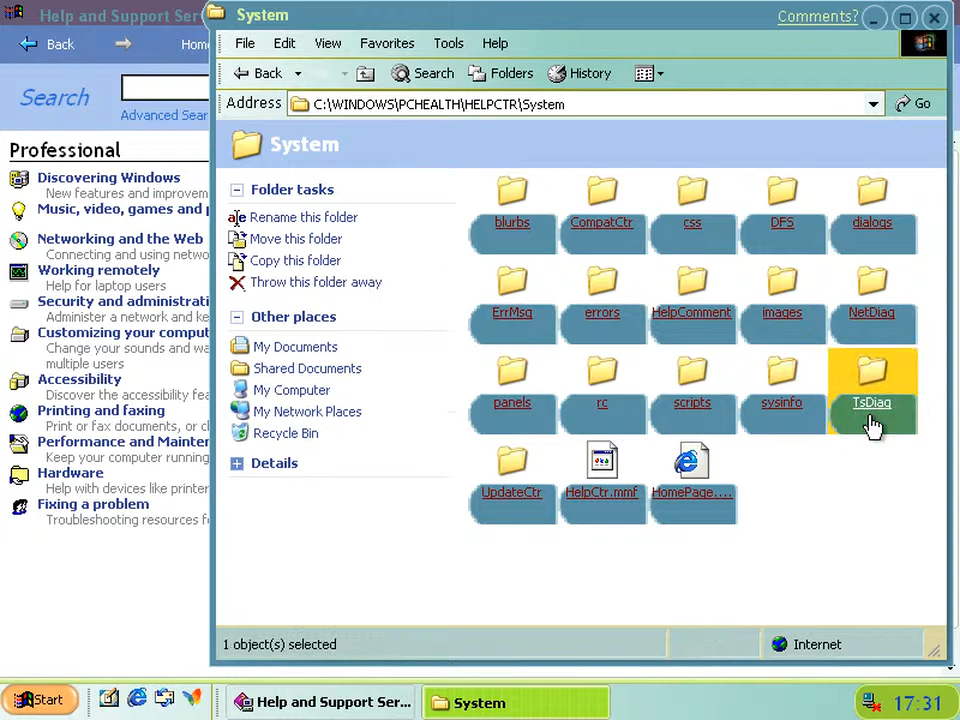 Help and Support Ser
Back
Home
Search
Advanced Sear
Professional
Discovering Windows
New features and improvem
Music, video, games and p
Networking and the Web
Connecting and using netwo
Working remotely
Help for laptop users
Security and administrati
Administer a network and ke
Customizing your comput
Change your sounds and wa
multiple users
Accessibility
Discover the accessibility fea
Printing and faxing
Print or fax documents, or cl
Performance and Mainten
Keep your computer running
Hardware
Help with devices like printer
Fixing a problem
Troubleshooting resources fo
System
Comments?
File Edit View Favorites Tools Help
Back Search Folders History
Address C:\WINDOWS\PCHEALTH\HELPCTR\System Go
System
Folder tasks
Rename this folder
Move this folder
Copy this folder
Throw this folder away
Other places
My Documents
Shared Documents
My Computer
My Network Places
Recycle Bin
Details
blurbs CompatCtr css DFS dialogs
ErrMsg errors HelpComment images NetDiag
panels rc scripts sysinfo TsDiag
UpdateCtr HelpCtr.mmf HomePage....
1 object(s) selected
Internet
Start
Help and Support Ser...
System
17:31